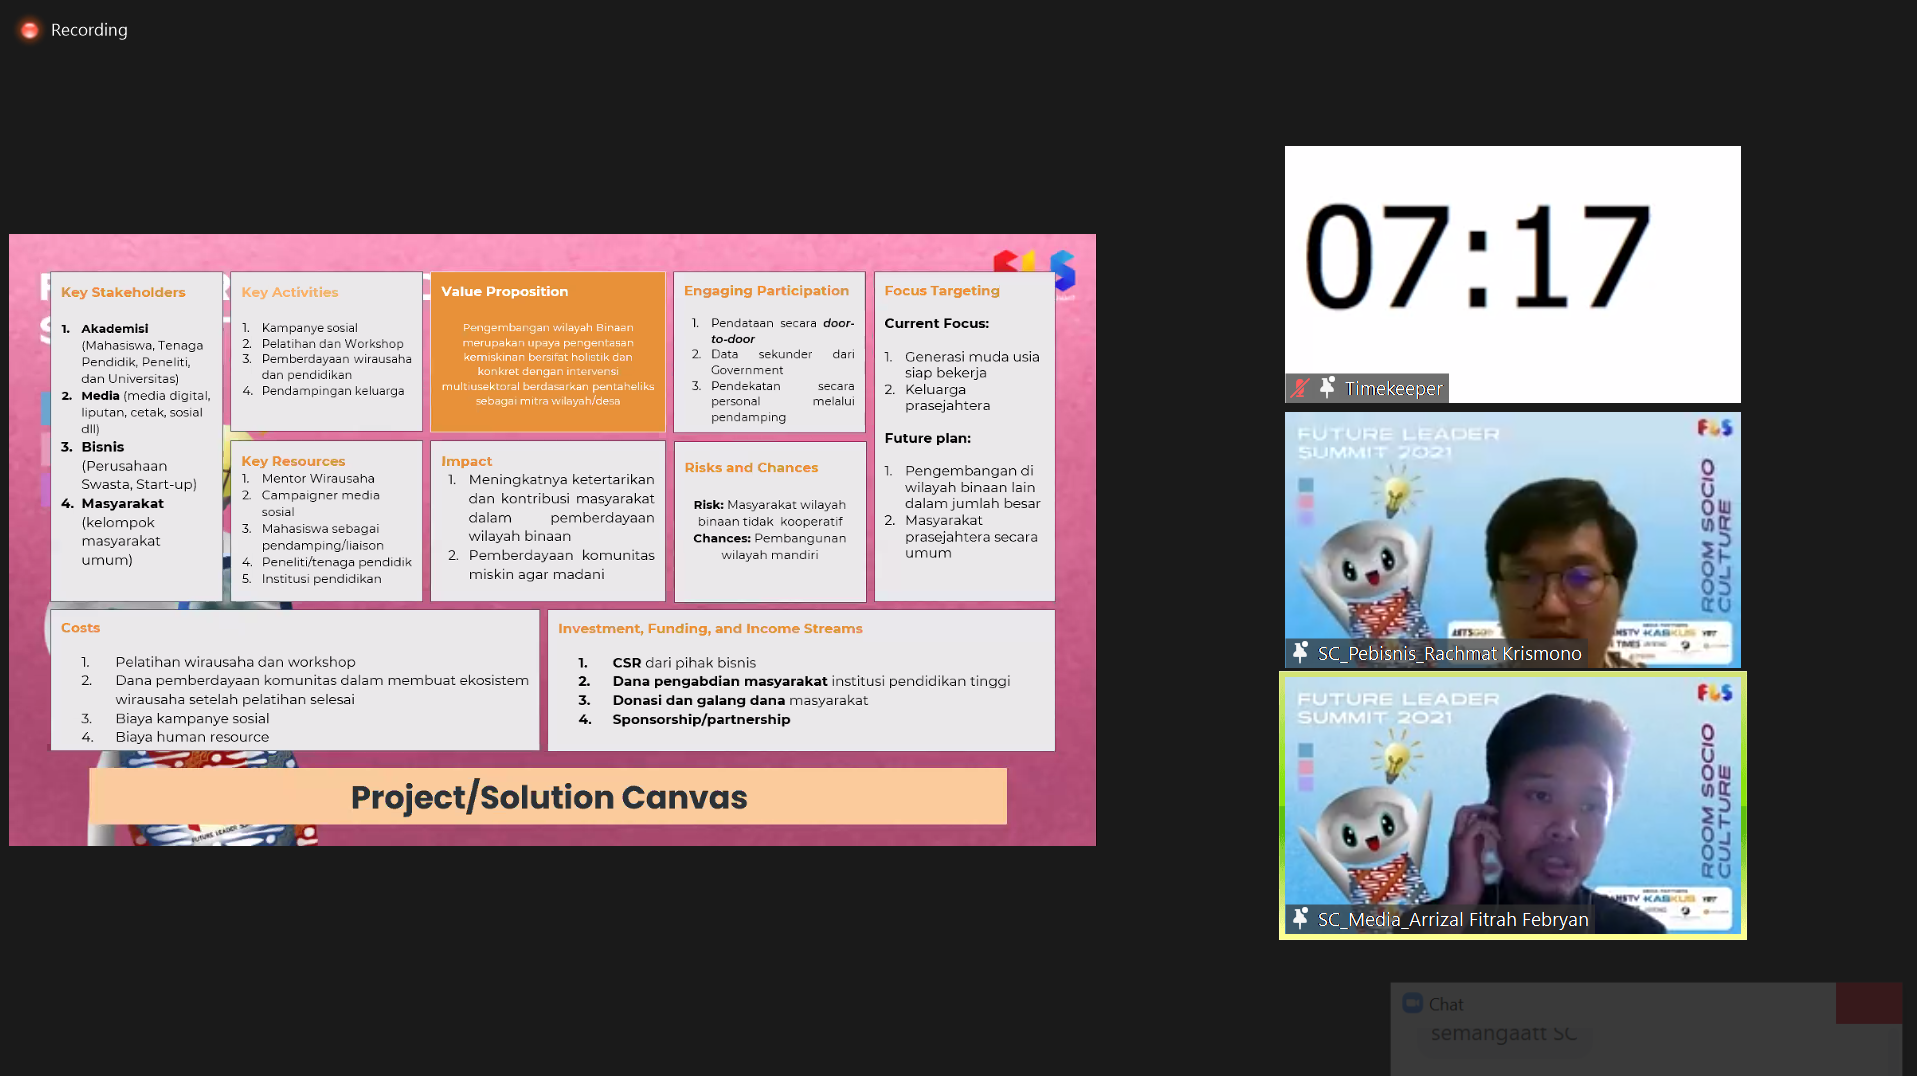 Recording
Key Stakeholders
1. Akademisi
(Mahasiswa, Tenaga
Pendidik, Peneliti,
dan Universitas)
2. Media (media digital,
liputan, cetak, sosial
dll)
3. Bisnis
(Perusahaan
Swasta, Start-up)
4. Masyarakat
(kelompok
masyarakat
umum)
Key Activities
1. Kampanye sosial
2. Pelatihan dan Workshop
3. Pemberdayaan wirausaha
dan pendidikan
4. Pendampingan keluarga
Key Resources
1. Mentor Wirausaha
2. Campaigner media
sosial
3. Mahasiswa sebagai
pendamping/liaison
4. Peneliti/tenaga pendidik
5. Institusi pendidikan
Value Proposition
Pengembangan wilayah Binaan
merupakan upaya pengentasan
kemiskinan bersifat holistik dan
konkret dengan intervensi
multiusektoral berdasarkan pentaheliks
sebagai mitra wilayah/desa
Impact
1. Meningkatnya ketertarikan
dan kontribusi masyarakat
dalam pemberdayaan
wilayah binaan
2. Pemberdayaan komunitas
miskin agar madani
Engaging Participation
1. Pendataan secara door-
to-door
2. Data sekunder dari
Government
3. Pendekatan secara
personal melalui
pendamping
Risks and Chances
Risk: Masyarakat wilayah
binaan tidak kooperatif
Chances: Pembangunan
wilayah mandiri
Focus Targeting
Current Focus:
1. Generasi muda usia
siap bekerja
2. Keluarga
prasejahtera
Future plan:
1. Pengembangan di
wilayah binaan lain
dalam jumlah besar
2. Masyarakat
prasejahtera secara
umum
Costs
1. Pelatihan wirausaha dan workshop
2. Dana pemberdayaan komunitas dalam membuat ekosistem
wirausaha setelah pelatihan selesai
3. Biaya kampanye sosial
4. Biaya human resource
Investment, Funding, and Income Streams
1. CSR dari pihak bisnis
2. Dana pengabdian masyarakat institusi pendidikan tinggi
3. Donasi dan galang dana masyarakat
4. Sponsorship/partnership
Project/Solution Canvas
07:17
Timekeeper
FUTURE LEADER
SUMMIT 2021
FLS
ROOM SOCIO
CULTURE
KASKUS
SC_Pebisnis_Rachmat Krismono
FUTURE LEADER
SUMMIT 2021
FLS
ROOM SOCIO
CULTURE
KASKUS
SC_Media_Arrizal Fitrah Febryan
Chat
semangaatt SC